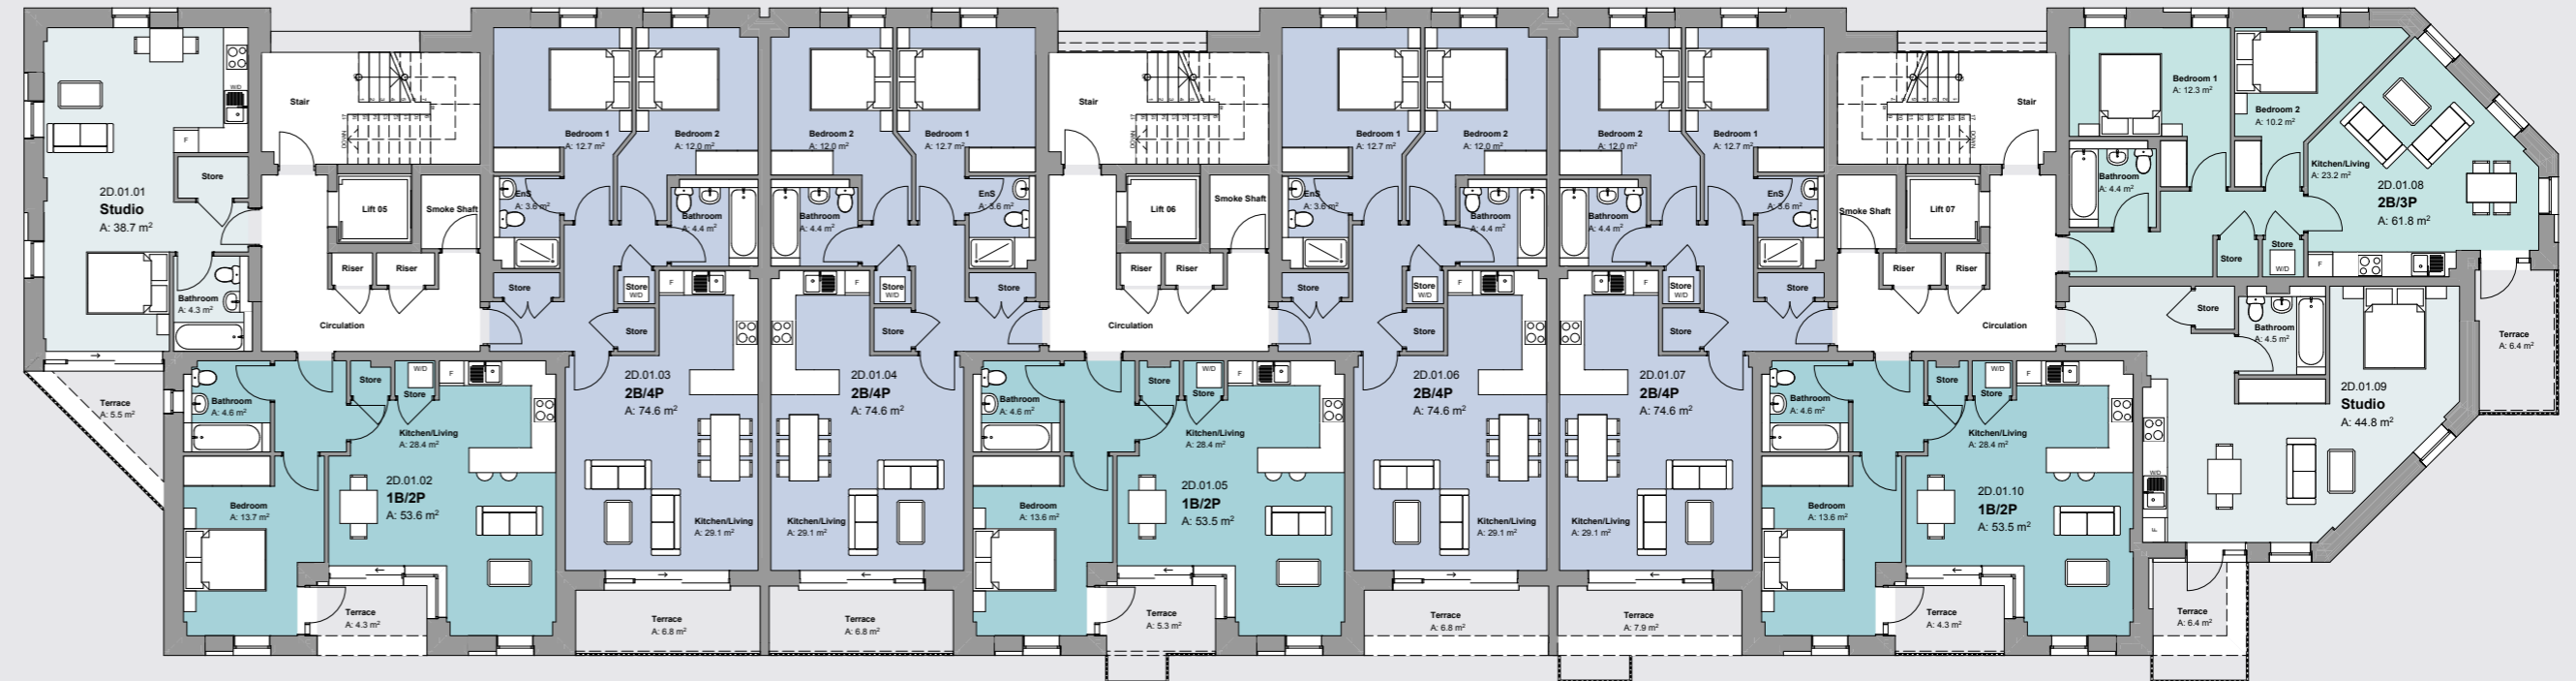 2D.01.01
Studio
A: 38.7 m²
W/D
F
Store
Bathroom
A: 4.3 m²
Terrace
A: 5.5 m²
Stair
DOWN
Lift 05
Smoke Shaft
Riser
Riser
Circulation
2D.01.02
1B/2P
A: 53.6 m²
Bathroom
A: 4.6 m²
Store
W/D
Store
F
Kitchen/Living
A: 28.4 m²
Bedroom
A: 13.7 m²
Terrace
A: 4.3 m²
Bedroom 1
A: 12.7 m²
Bedroom 2
A: 12.0 m²
EnS
A: 3.6 m²
Bathroom
A: 4.4 m²
Store
Store
W/D
F
Store
2D.01.03
2B/4P
A: 74.6 m²
Kitchen/Living
A: 29.1 m²
Terrace
A: 6.8 m²
Bedroom 2
A: 12.0 m²
Bedroom 1
A: 12.7 m²
Bathroom
A: 4.4 m²
EnS
A: 3.6 m²
F
Store
W/D
Store
Store
2D.01.04
2B/4P
A: 74.6 m²
Kitchen/Living
A: 29.1 m²
Terrace
A: 6.8 m²
Stair
DOWN
Lift 06
Smoke Shaft
Riser
Riser
Circulation
Bathroom
A: 4.6 m²
Store
W/D
Store
F
Kitchen/Living
A: 28.4 m²
2D.01.05
1B/2P
A: 53.5 m²
Bedroom
A: 13.6 m²
Terrace
A: 5.3 m²
Bedroom 1
A: 12.7 m²
Bedroom 2
A: 12.0 m²
EnS
A: 3.6 m²
Bathroom
A: 4.4 m²
Store
Store
W/D
F
Store
2D.01.06
2B/4P
A: 74.6 m²
Kitchen/Living
A: 29.1 m²
Terrace
A: 6.8 m²
Bedroom 2
A: 12.0 m²
Bedroom 1
A: 12.7 m²
Bathroom
A: 4.4 m²
EnS
A: 3.6 m²
F
Store
W/D
Store
Store
2D.01.07
2B/4P
A: 74.6 m²
Kitchen/Living
A: 29.1 m²
Terrace
A: 7.9 m²
Stair
DOWN
Smoke Shaft
Lift 07
Riser
Riser
Circulation
Bathroom
A: 4.6 m²
Store
W/D
Store
F
Kitchen/Living
A: 28.4 m²
2D.01.10
1B/2P
A: 53.5 m²
Bedroom
A: 13.6 m²
Terrace
A: 4.3 m²
Bedroom 1
A: 12.3 m²
Bedroom 2
A: 10.2 m²
Bathroom
A: 4.4 m²
Kitchen/Living
A: 23.2 m²
2D.01.08
2B/3P
A: 61.8 m²
Store
Store
W/D
F
Terrace
A: 6.4 m²
Store
Bathroom
A: 4.5 m²
2D.01.09
Studio
A: 44.8 m²
W/D
F
Terrace
A: 6.4 m²